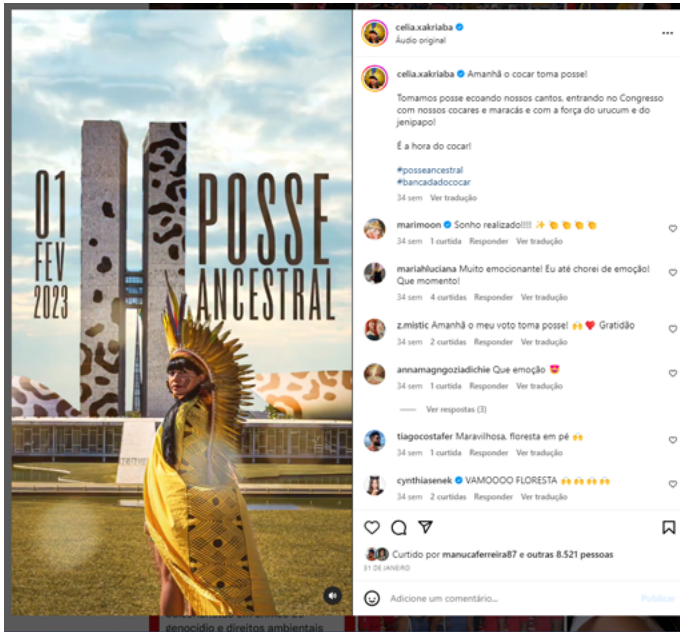 01
FEV
2023
POSSE
ANCESTRAL
celia.xakriaba
Áudio original
celia.xakriaba Amanhã o cocar toma posse!
Tomamos posse ecoando nossos cantos, entrando no Congresso
com nossos cocares e maracás e com a força do urucum e do
jenipapo!
É a hora do cocar!
#posseancestral
#bancadadococar
34 sem Ver tradução
marimoon Sonho realizado!!!!
34 sem 1 curtida Responder Ver tradução
mariahluciana Muito emocionante! Eu até chorei de emoção!
Que momento!
34 sem 4 curtidas Responder Ver tradução
z.mistic Amanhã o meu voto toma posse! 🙌❤️ Gratidão
34 sem 2 curtidas Responder Ver tradução
annamagngoziadichie Que emoção 😍
34 sem 1 curtida Responder Ver tradução
Ver respostas (3)
tiagocostafer Maravilhosa, floresta em pé 🙌
34 sem 1 curtida Responder Ver tradução
cynthiasenek VAMOOOO FLORESTA 🙌🙌🙌🙌
34 sem 2 curtidas Responder Ver tradução
Curtido por manucaferreira87 e outras 8.521 pessoas
31 DE JANEIRO
Adicione um comentário...
Publicar
genocídio e direitos ambientais